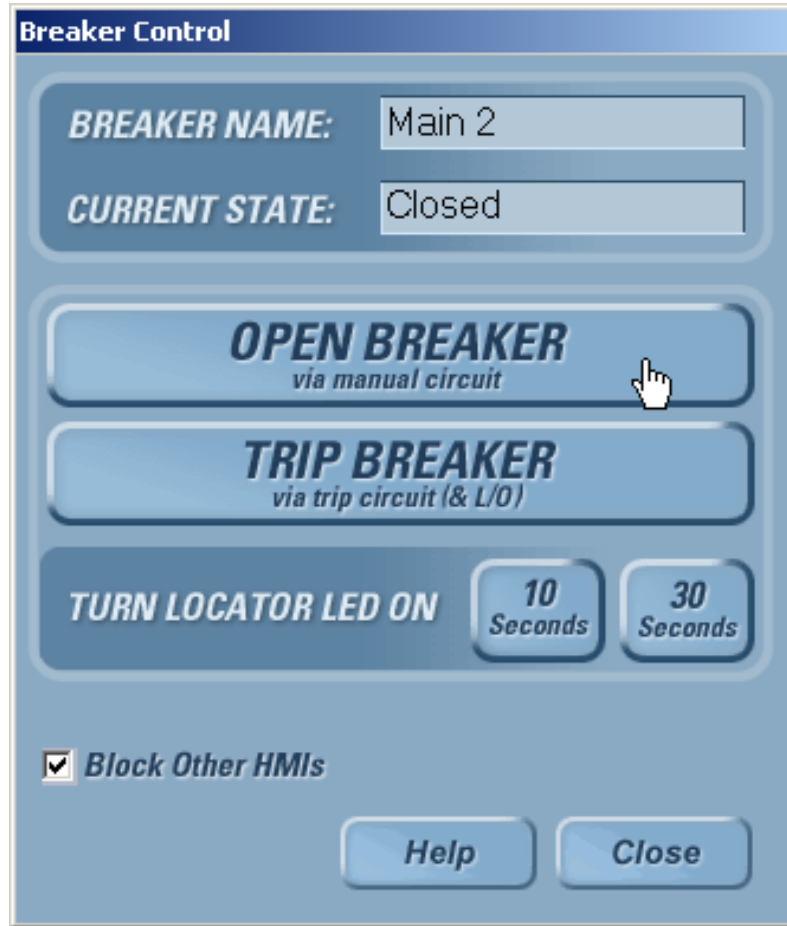 Breaker Control
BREAKER NAME: Main 2
CURRENT STATE: Closed
OPEN BREAKER
via manual circuit
TRIP BREAKER
via trip circuit (& L/O)
TURN LOCATOR LED ON
10
Seconds
30
Seconds
Block Other HMIs
Help
Close